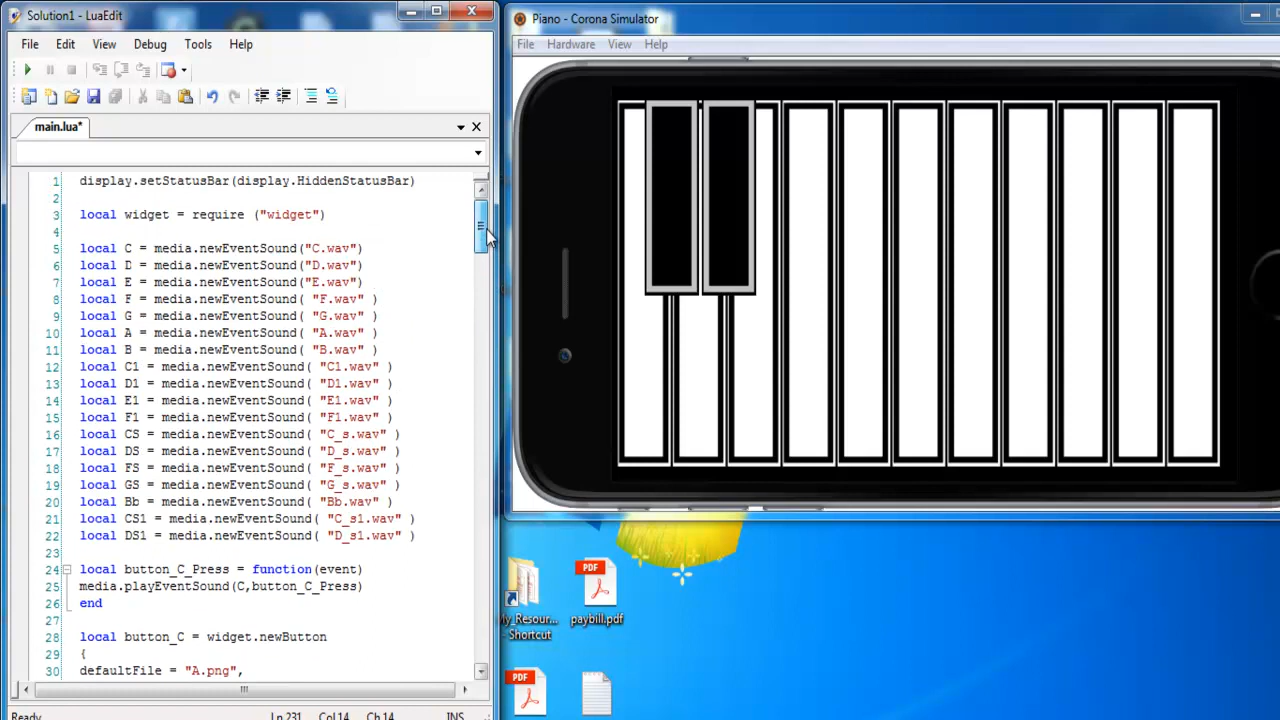 Solution1 - LuaEdit
File Edit View Debug Tools Help
main.lua*
1 display.setStatusBar(display.HiddenStatusBar)
2
3 local widget = require ("widget")
4
5 local C = media.newEventSound("C.wav")
6 local D = media.newEventSound("D.wav")
7 local E = media.newEventSound("E.wav")
8 local F = media.newEventSound( "F.wav" )
9 local G = media.newEventSound( "G.wav" )
10 local A = media.newEventSound( "A.wav" )
11 local B = media.newEventSound( "B.wav" )
12 local C1 = media.newEventSound( "C1.wav" )
13 local D1 = media.newEventSound( "D1.wav" )
14 local E1 = media.newEventSound( "E1.wav" )
15 local F1 = media.newEventSound( "F1.wav" )
16 local CS = media.newEventSound( "C_s.wav" )
17 local DS = media.newEventSound( "D_s.wav" )
18 local FS = media.newEventSound( "F_s.wav" )
19 local GS = media.newEventSound( "G_s.wav" )
20 local Bb = media.newEventSound( "Bb.wav" )
21 local CS1 = media.newEventSound( "C_s1.wav" )
22 local DS1 = media.newEventSound( "D_s1.wav" )
23
24 local button_C_Press = function(event)
25 media.playEventSound(C,button_C_Press)
26 end
27
28 local button_C = widget.newButton
29 {
30 defaultFile = "A.png",
Ready Ln 231 Col 14 Ch 14 INS
Piano - Corona Simulator
File Hardware View Help
My_Resour...
- Shortcut
PDF
paybill.pdf
PDF